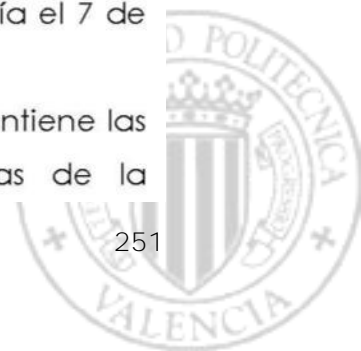 ía el 7 de
ntiene las
as de la
251
D POLITECNICA
VALENCIA